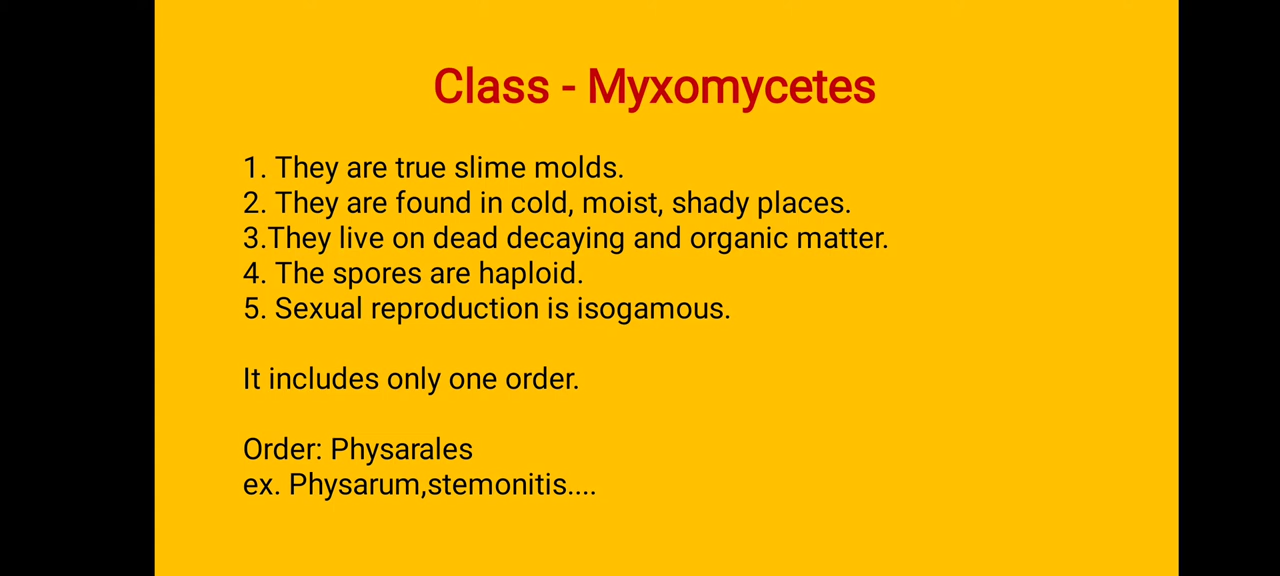 Class - Myxomycetes
1. They are true slime molds.
2. They are found in cold, moist, shady places.
3.They live on dead decaying and organic matter.
4. The spores are haploid.
5. Sexual reproduction is isogamous.
It includes only one order.
Order: Physarales
ex. Physarum,stemonitis....